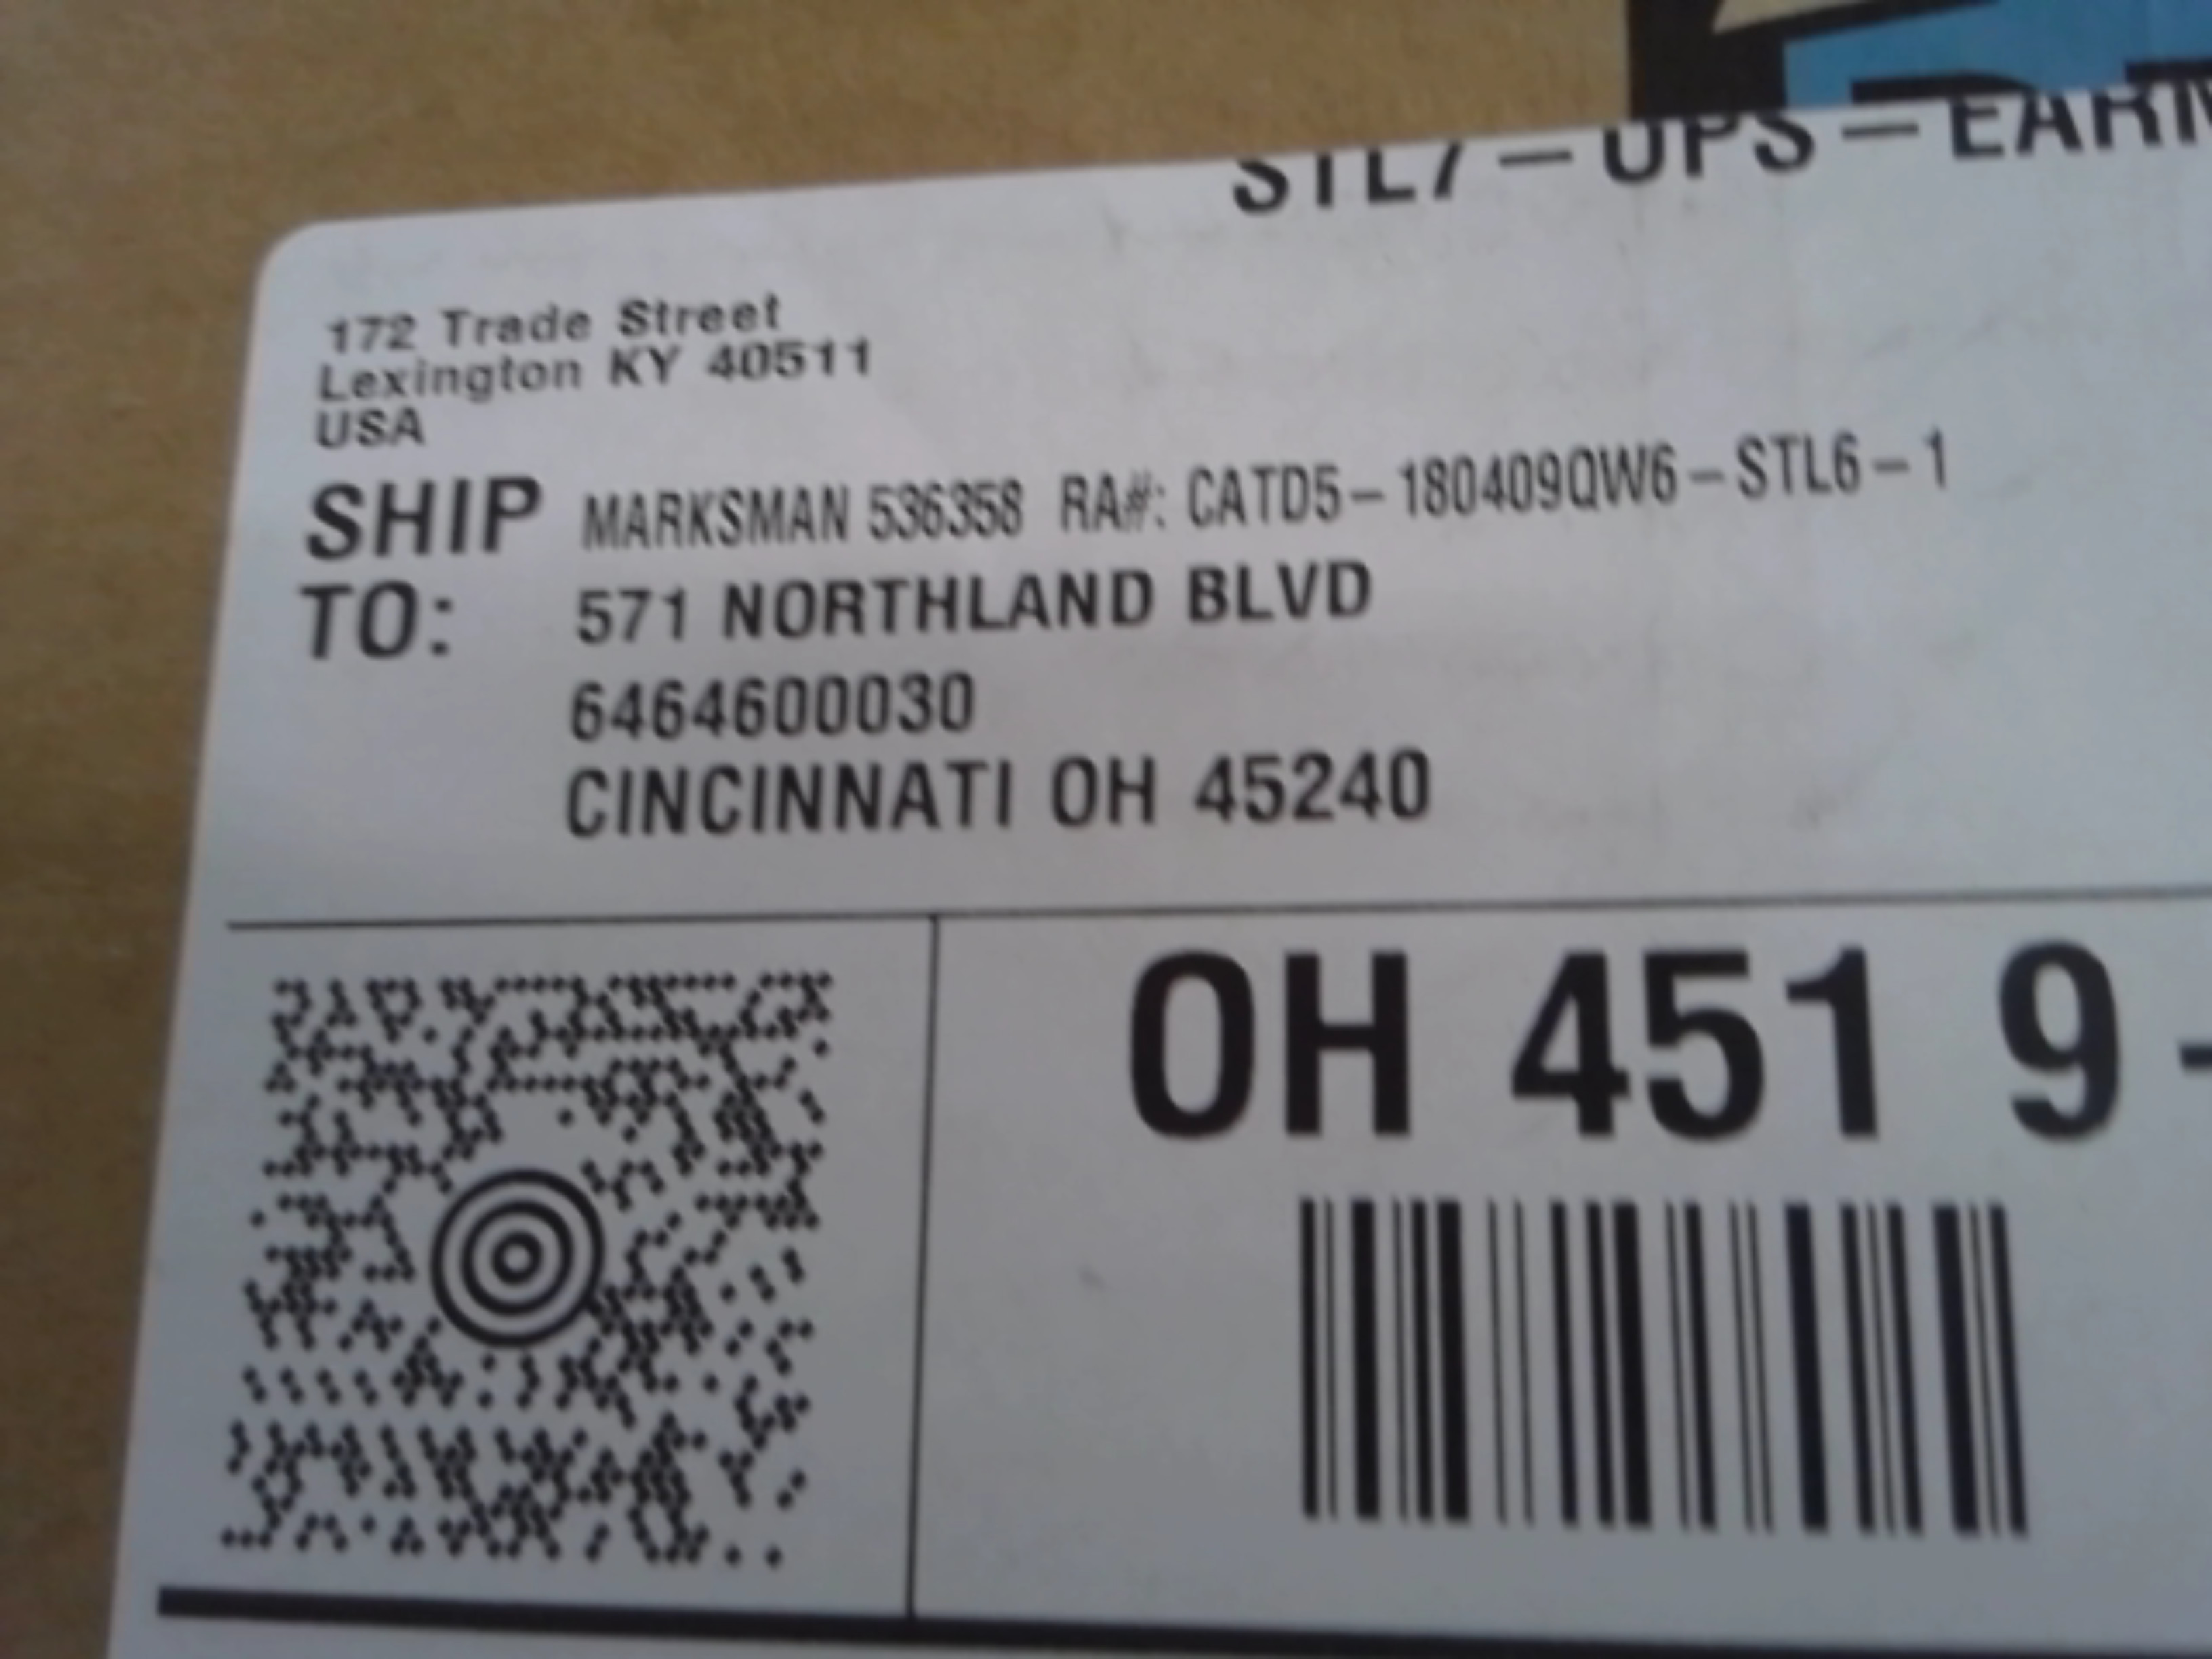 STL7-UPS-EARN
172 Trade Street
Lexington KY 40511
USA
SHIP TO: MARKSMAN 536358 RA#: CATD5-180409QW6-STL6-1
571 NORTHLAND BLVD
6464600030
CINCINNATI OH 45240
OH 451 9-